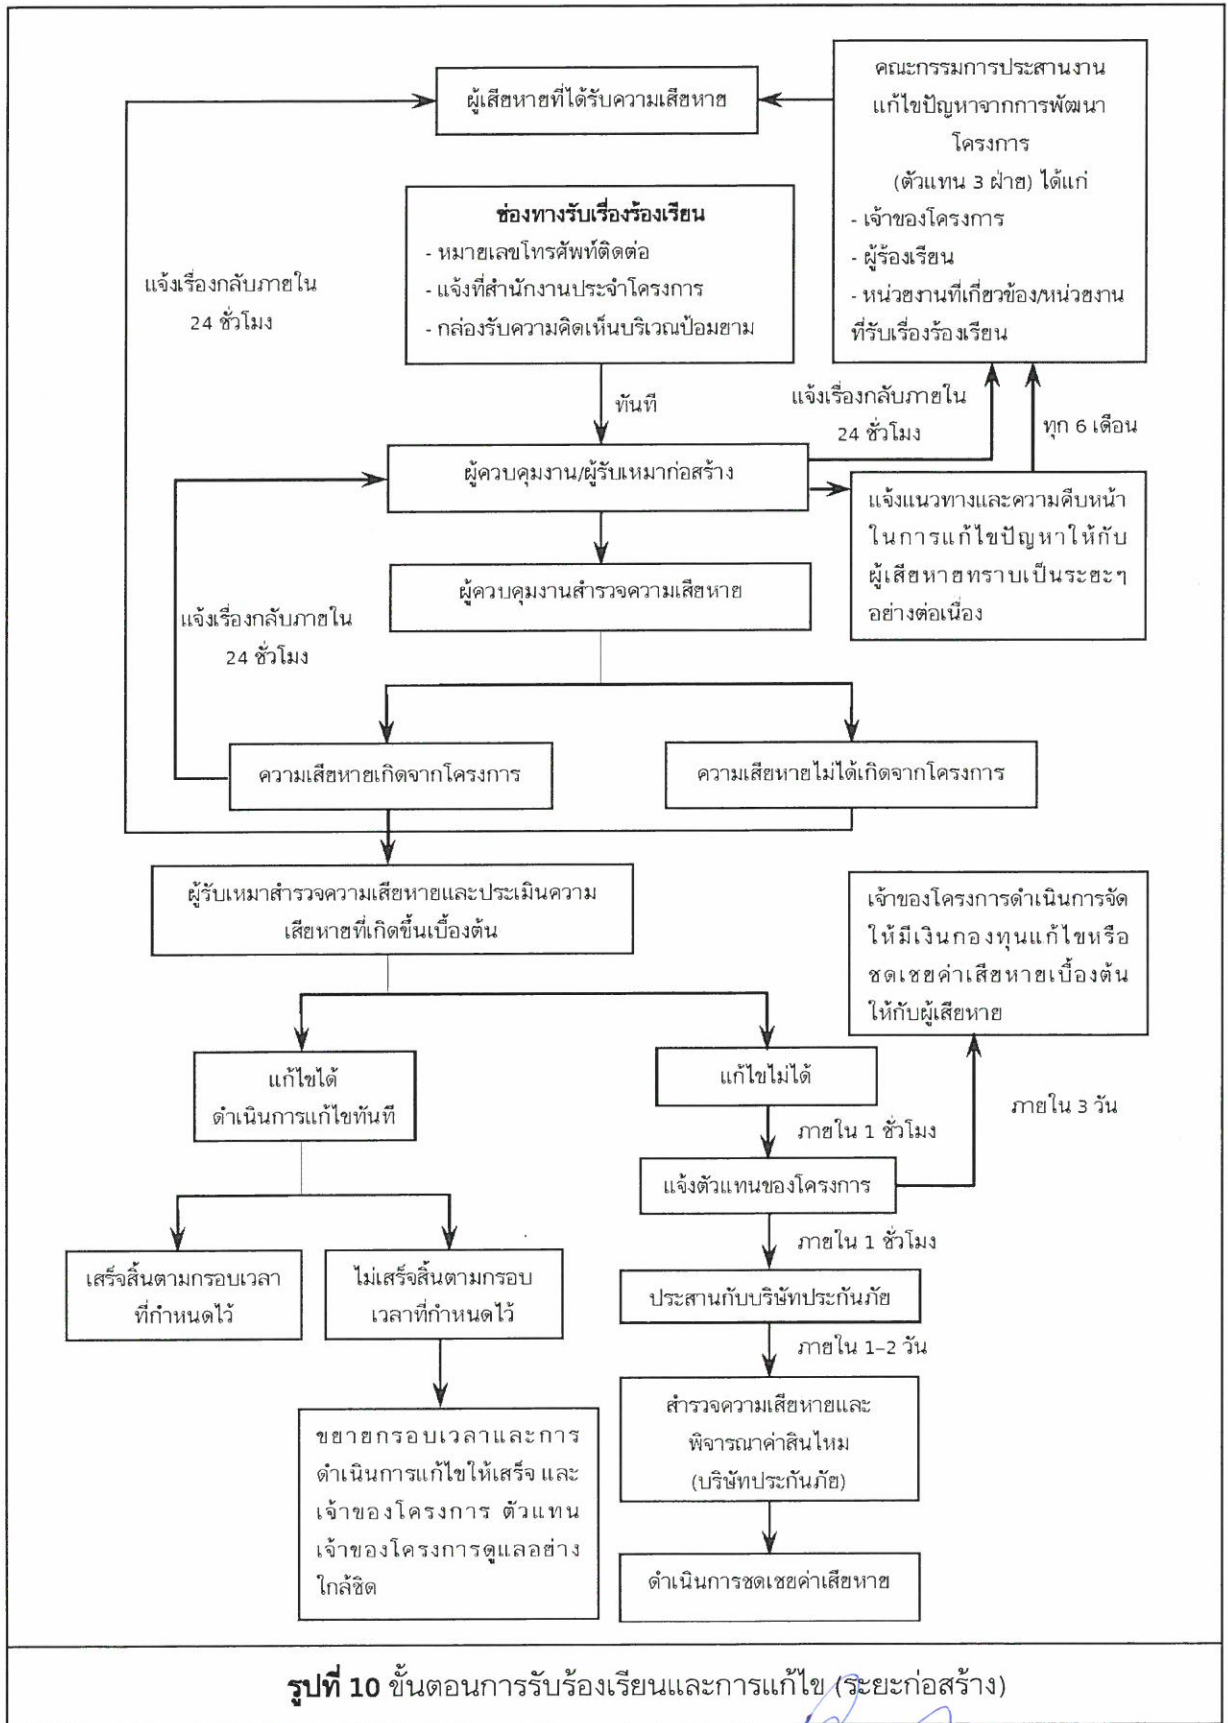 ผู้เสียหายที่ได้รับความเสียหาย
คณะกรรมการประสานงาน
แก้ไขปัญหาจากการพัฒนา
โครงการ
(ตัวแทน 3 ฝ่าย) ได้แก่
- เจ้าของโครงการ
- ผู้ร้องเรียน
- หน่วยงานที่เกี่ยวข้อง/หน่วยงาน
ที่รับเรื่องร้องเรียน
ช่องทางรับเรื่องร้องเรียน
- หมายเลขโทรศัพท์ติดต่อ
- แจ้งที่สำนักงานประจำโครงการ
- กล่องรับความคิดเห็นบริเวณป้อมยาม
แจ้งเรื่องกลับภายใน
24 ชั่วโมง
ทันที
แจ้งเรื่องกลับภายใน
24 ชั่วโมง
ทุก 6 เดือน
ผู้ควบคุมงาน/ผู้รับเหมาก่อสร้าง
แจ้งแนวทางและความคืบหน้า
ในการแก้ไขปัญหาให้กับ
ผู้เสียหายทราบเป็นระยะๆ
อย่างต่อเนื่อง
ผู้ควบคุมงานสำรวจความเสียหาย
แจ้งเรื่องกลับภายใน
24 ชั่วโมง
ความเสียหายเกิดจากโครงการ
ความเสียหายไม่ได้เกิดจากโครงการ
ผู้รับเหมาสำรวจความเสียหายและประเมินความ
เสียหายที่เกิดขึ้นเบื้องต้น
เจ้าของโครงการดำเนินการจัด
ให้มีเงินกองทุนแก้ไขหรือ
ชดเชยค่าเสียหายเบื้องต้น
ให้กับผู้เสียหาย
แก้ไขได้
ดำเนินการแก้ไขทันที
แก้ไขไม่ได้
ภายใน 3 วัน
ภายใน 1 ชั่วโมง
แจ้งตัวแทนของโครงการ
ภายใน 1 ชั่วโมง
เสร็จสิ้นตามกรอบเวลา
ที่กำหนดไว้
ไม่เสร็จสิ้นตามกรอบ
เวลาที่กำหนดไว้
ประสานกับบริษัทประกันภัย
ภายใน 1–2 วัน
สำรวจความเสียหายและ
พิจารณาค่าสินไหม
(บริษัทประกันภัย)
ขยายกรอบเวลาและการ
ดำเนินการแก้ไขให้เสร็จ และ
เจ้าของโครงการ ตัวแทน
เจ้าของโครงการดูแลอย่าง
ใกล้ชิด
ดำเนินการชดเชยค่าเสียหาย
รูปที่ 10 ขั้นตอนการรับร้องเรียนและการแก้ไข (ระยะก่อสร้าง)